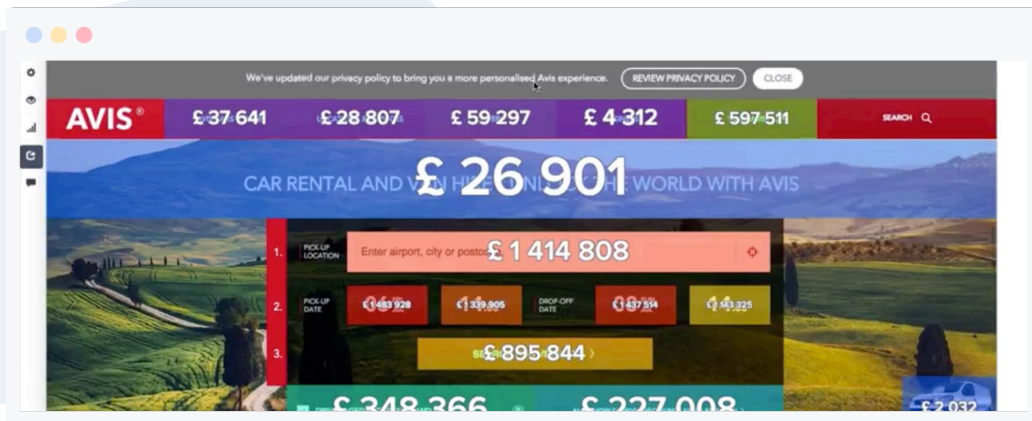 We've updated our privacy policy to bring you a more personalised Avis experience. REVIEW PRIVACY POLICY CLOSE
AVIS® £ 37 641 £ 28 807 £ 59 297 £ 4 312 £ 597 511 SEARCH
£ 26 901
CAR RENTAL AND VAN HIRE THE WORLD WITH AVIS
1. PICK-UP LOCATION Enter airport, city or £ 1 414 808
2. PICK-UP DATE £ 1 483 928 £ 1 339 905 DROP-OFF DATE £ 1 437 514 £ 1 143 325
3. £ 895 844
£ 348 366 £ 227 008 £ 2 032